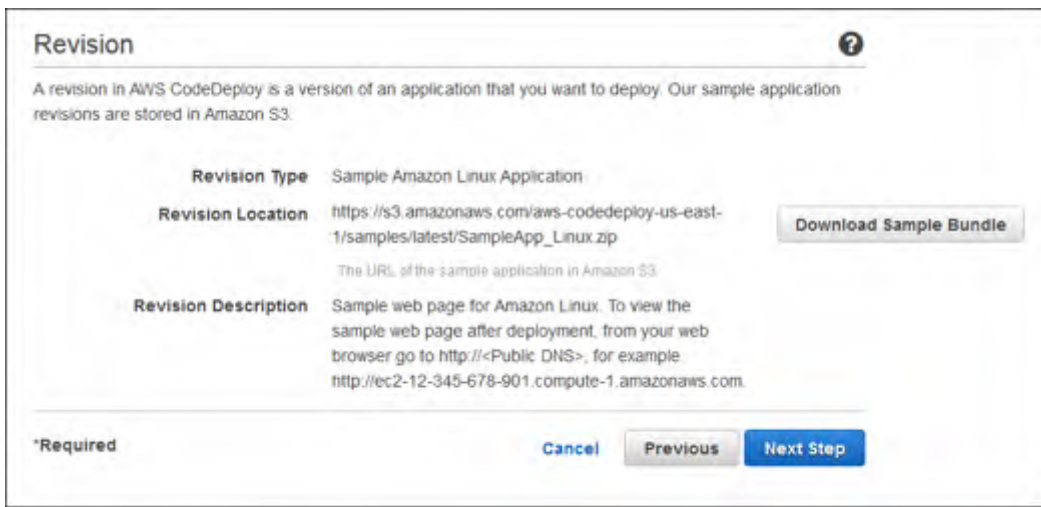 Revision
A revision in AWS CodeDeploy is a version of an application that you want to deploy. Our sample application
revisions are stored in Amazon S3.
Revision Type Sample Amazon Linux Application
Revision Location https://s3.amazonaws.com/aws-codedeploy-us-east-
1/samples/latest/SampleApp_Linux.zip
Download Sample Bundle
The URL of the sample application in Amazon S3.
Revision Description Sample web page for Amazon Linux. To view the
sample web page after deployment, from your web
browser go to http://<Public DNS>, for example
http://ec2-12-345-678-901.compute-1.amazonaws.com.
*Required Cancel Previous Next Step